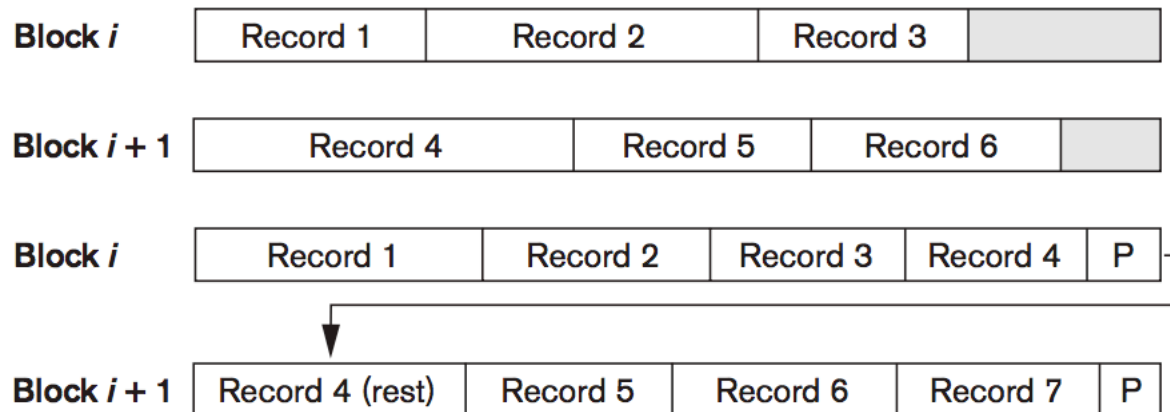 Block i Record 1 Record 2 Record 3
Block i + 1 Record 4 Record 5 Record 6
Block i Record 1 Record 2 Record 3 Record 4 P
Block i + 1 Record 4 (rest) Record 5 Record 6 Record 7 P